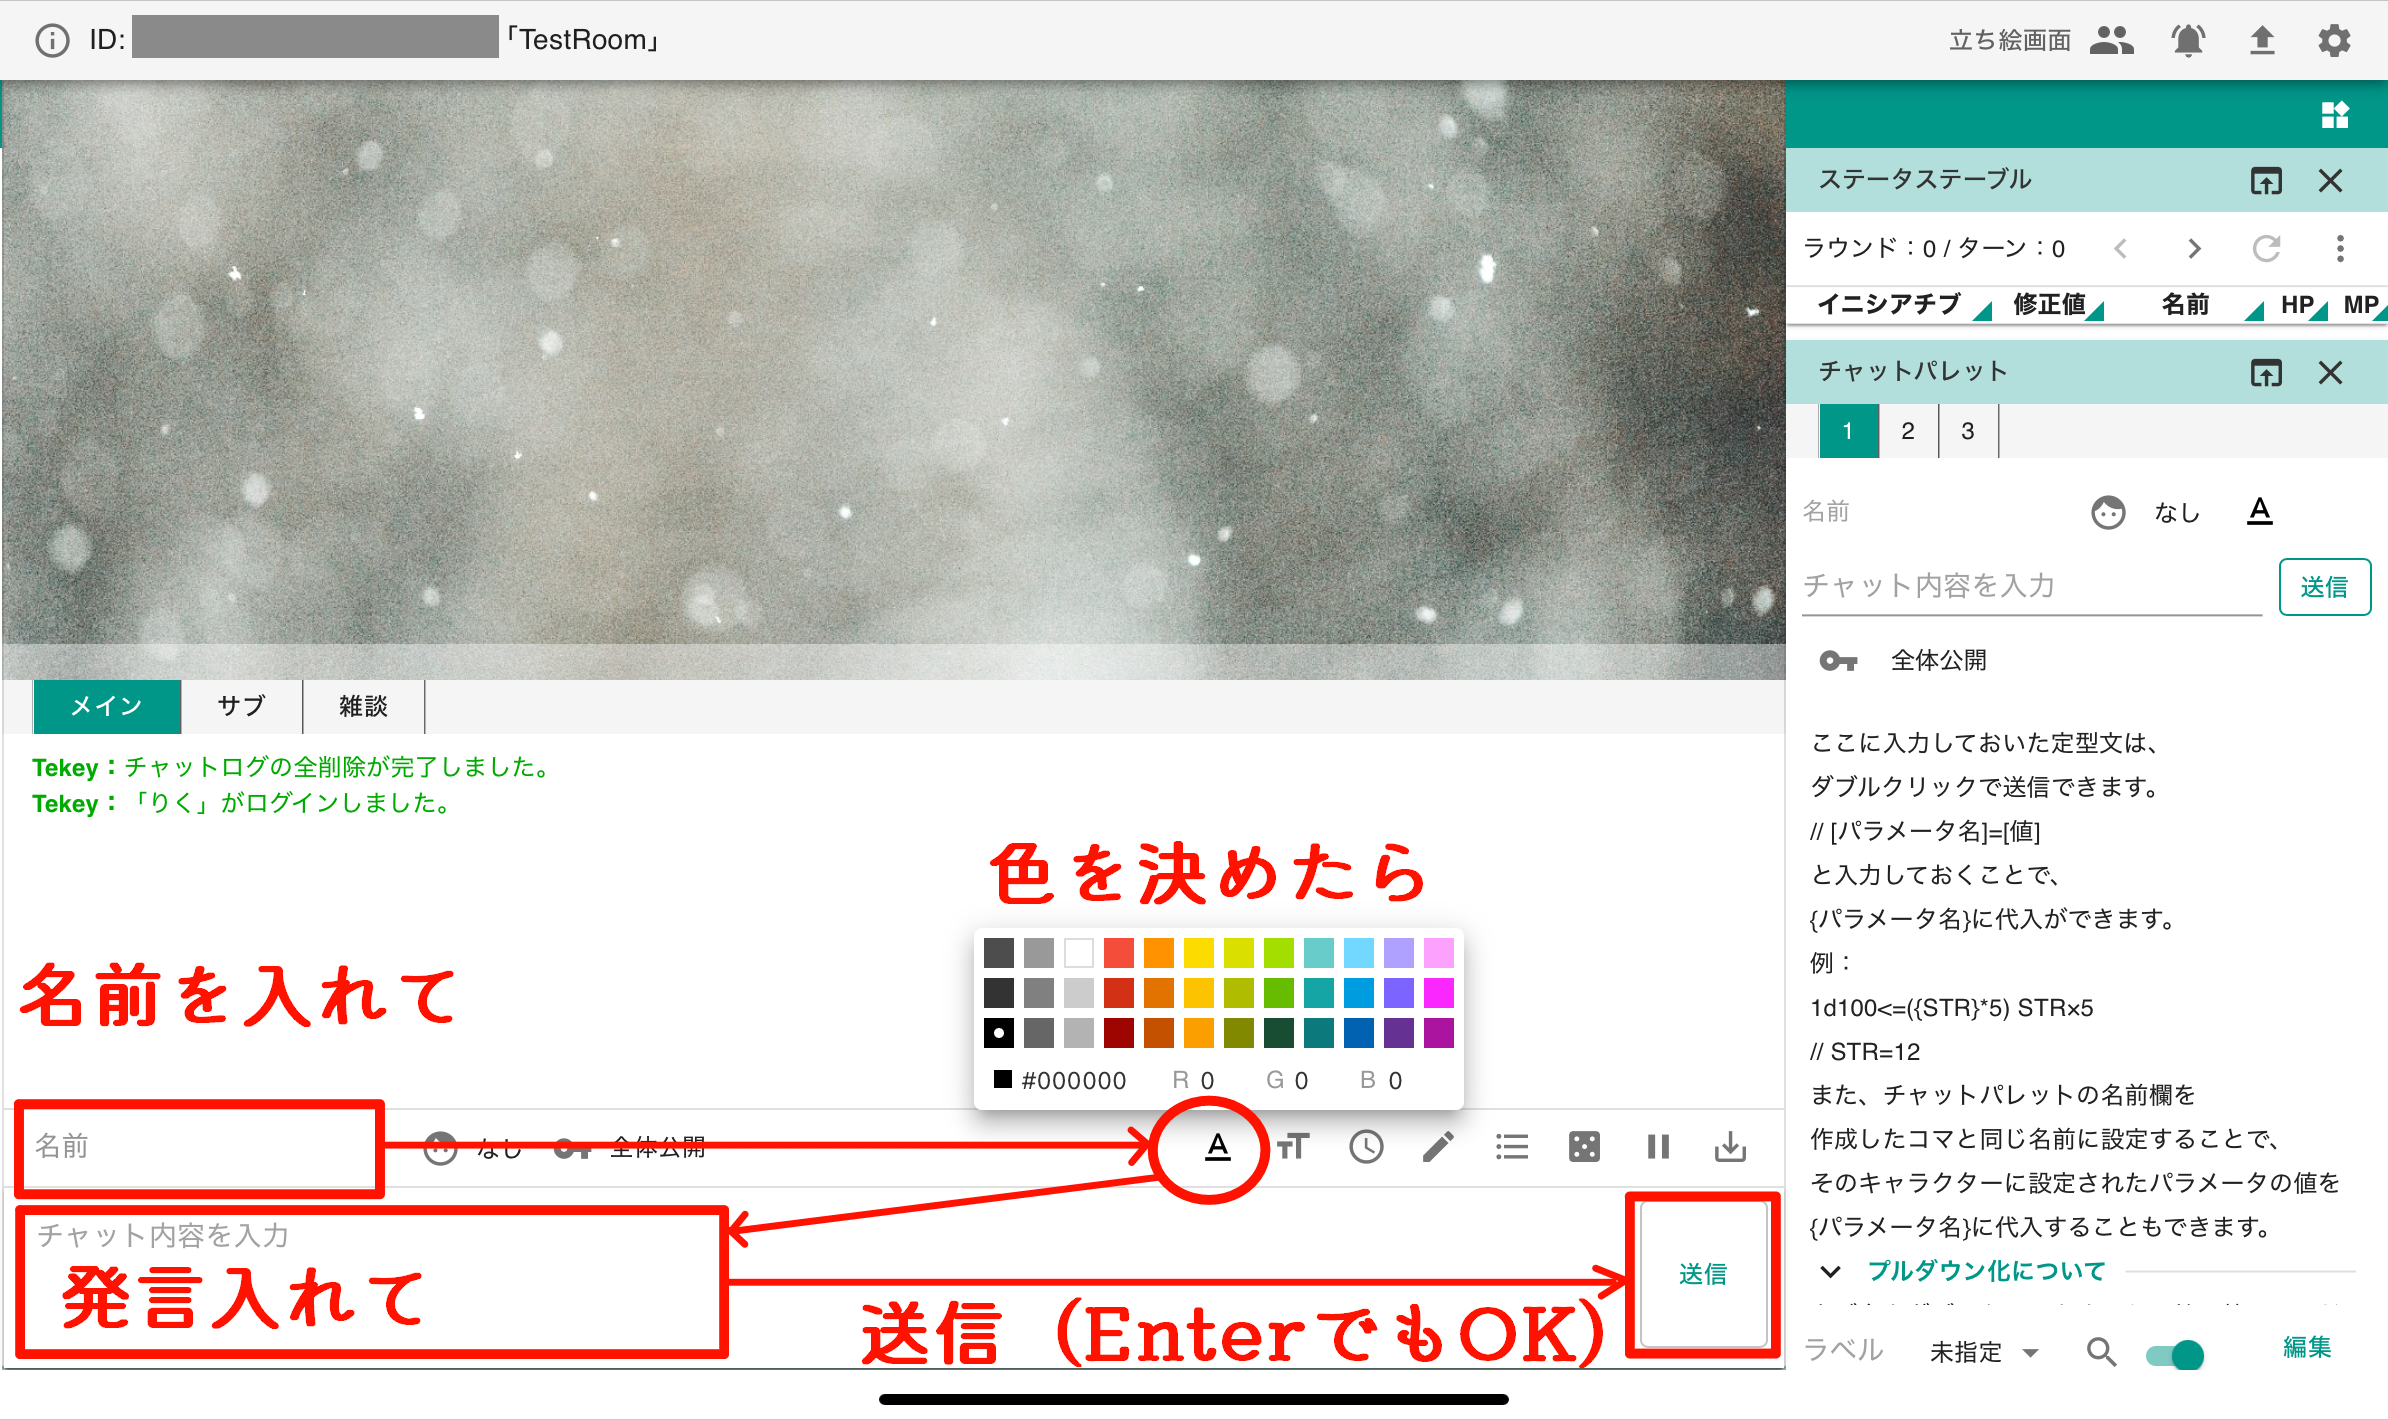 ID: 「TestRoom」
立ち絵画面
ステータステーブル
ラウンド：0 / ターン：0
イニシアチブ 修正値 名前 HP MP
チャットパレット
1 2 3
名前 なし A
チャット内容を入力 送信
全体公開
ここに入力しておいた定型文は、
ダブルクリックで送信できます。
// [パラメータ名]=[値]
と入力しておくことで、
{パラメータ名}に代入ができます。
例：
1d100<=({STR}*5) STR×5
// STR=12
また、チャットパレットの名前欄を
作成したコマと同じ名前に設定することで、
そのキャラクターに設定されたパラメータの値を
{パラメータ名}に代入することもできます。
プルダウン化について
ラベル 未指定 編集
メイン サブ 雑談
Tekey：チャットログの全削除が完了しました。
Tekey：「りく」がログインしました。
色を決めたら
名前を入れて
#000000 R 0 G 0 B 0
名前 なし 全体公開 A TT
チャット内容を入力
発言入れて
送信
送信（EnterでもOK）